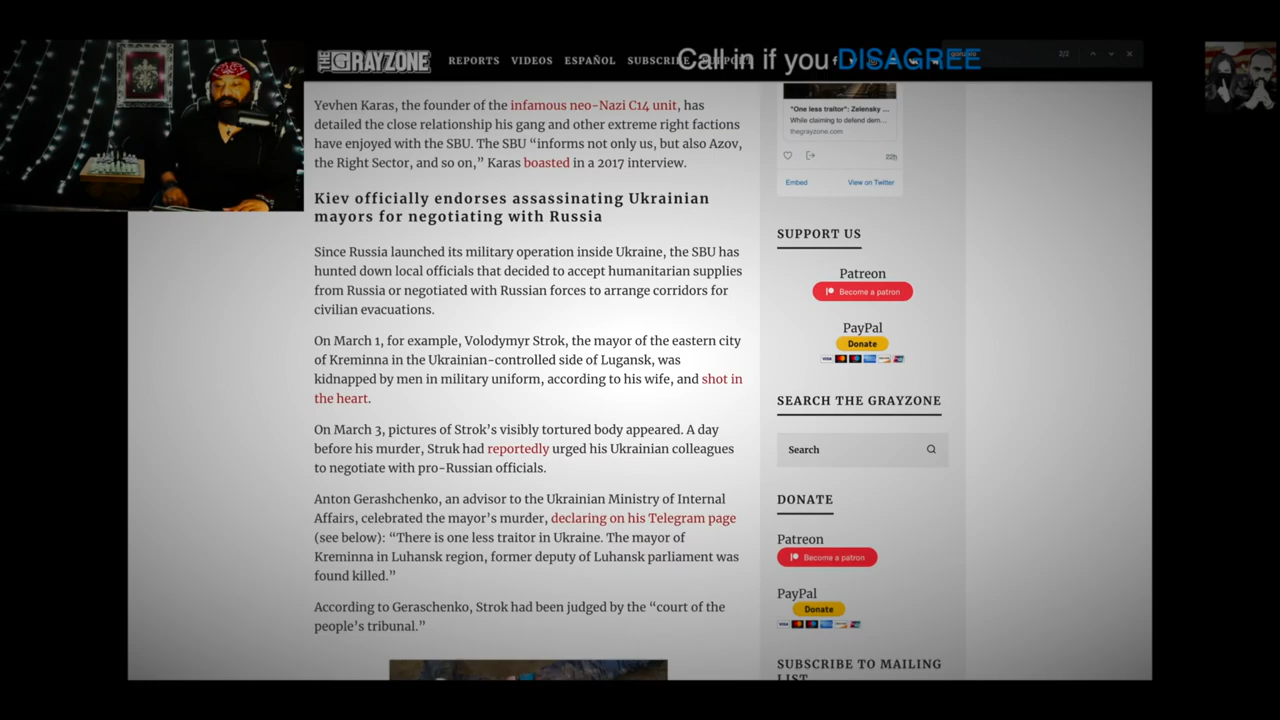 THE GRAYZONE
REPORTS VIDEOS ESPAÑOL SUBSCRIBE
Call in if you DISAGREE
2/2
Yevhen Karas, the founder of the infamous neo-Nazi C14 unit, has
detailed the close relationship his gang and other extreme right factions
have enjoyed with the SBU. The SBU “informs not only us, but also Azov,
the Right Sector, and so on,” Karas boasted in a 2017 interview.
Kiev officially endorses assassinating Ukrainian
mayors for negotiating with Russia
Since Russia launched its military operation inside Ukraine, the SBU has
hunted down local officials that decided to accept humanitarian supplies
from Russia or negotiated with Russian forces to arrange corridors for
civilian evacuations.
On March 1, for example, Volodymyr Strok, the mayor of the eastern city
of Kreminna in the Ukrainian-controlled side of Lugansk, was
kidnapped by men in military uniform, according to his wife, and shot in
the heart.
On March 3, pictures of Strok’s visibly tortured body appeared. A day
before his murder, Struk had reportedly urged his Ukrainian colleagues
to negotiate with pro-Russian officials.
Anton Gerashchenko, an advisor to the Ukrainian Ministry of Internal
Affairs, celebrated the mayor’s murder, declaring on his Telegram page
(see below): “There is one less traitor in Ukraine. The mayor of
Kreminna in Luhansk region, former deputy of Luhansk parliament was
found killed.”
According to Geraschenko, Strok had been judged by the “court of the
people’s tribunal.”
"One less traitor": Zelensky ...
While claiming to defend dem...
thegrayzone.com
22h
Embed View on Twitter
SUPPORT US
Patreon
Become a patron
PayPal
Donate
SEARCH THE GRAYZONE
Search
DONATE
Patreon
Become a patron
PayPal
Donate
SUBSCRIBE TO MAILING
LIST